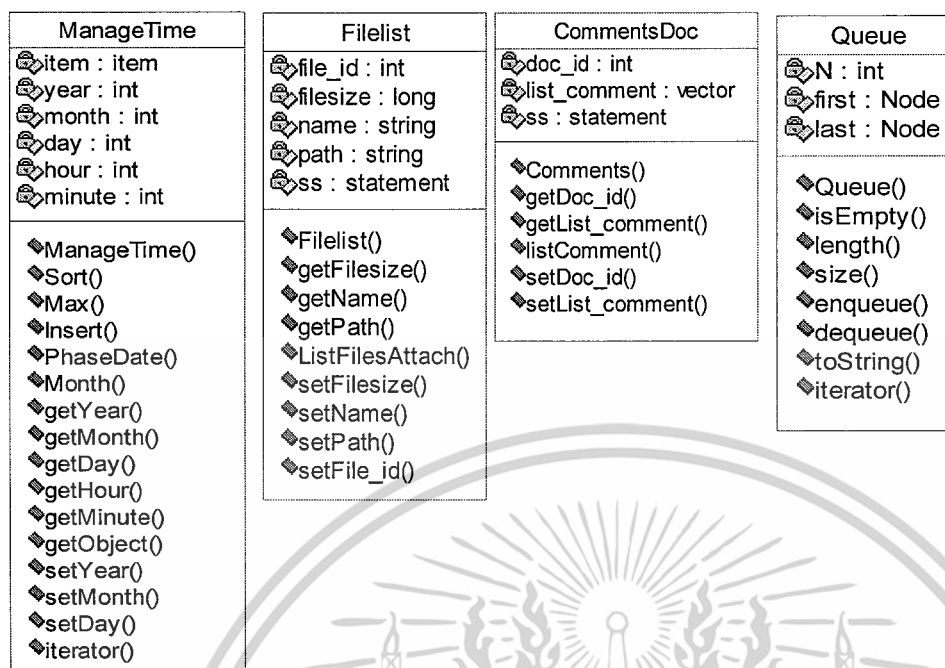 ManageTime
item : item
year : int
month : int
day : int
hour : int
minute : int
ManageTime()
Sort()
Max()
Insert()
PhaseDate()
Month()
getYear()
getMonth()
getDay()
getHour()
getMinute()
getObject()
setYear()
setMonth()
setDay()
iterator()
Filelist
file_id : int
filesize : long
name : string
path : string
ss : statement
Filelist()
getFilesize()
getName()
getPath()
ListFilesAttach()
setFilesize()
setName()
setPath()
setFile_id()
CommentsDoc
doc_id : int
list_comment : vector
ss : statement
Comments()
getDoc_id()
getList_comment()
listComment()
setDoc_id()
setList_comment()
Queue
N : int
first : Node
last : Node
Queue()
isEmpty()
length()
size()
enqueue()
dequeue()
toString()
iterator()